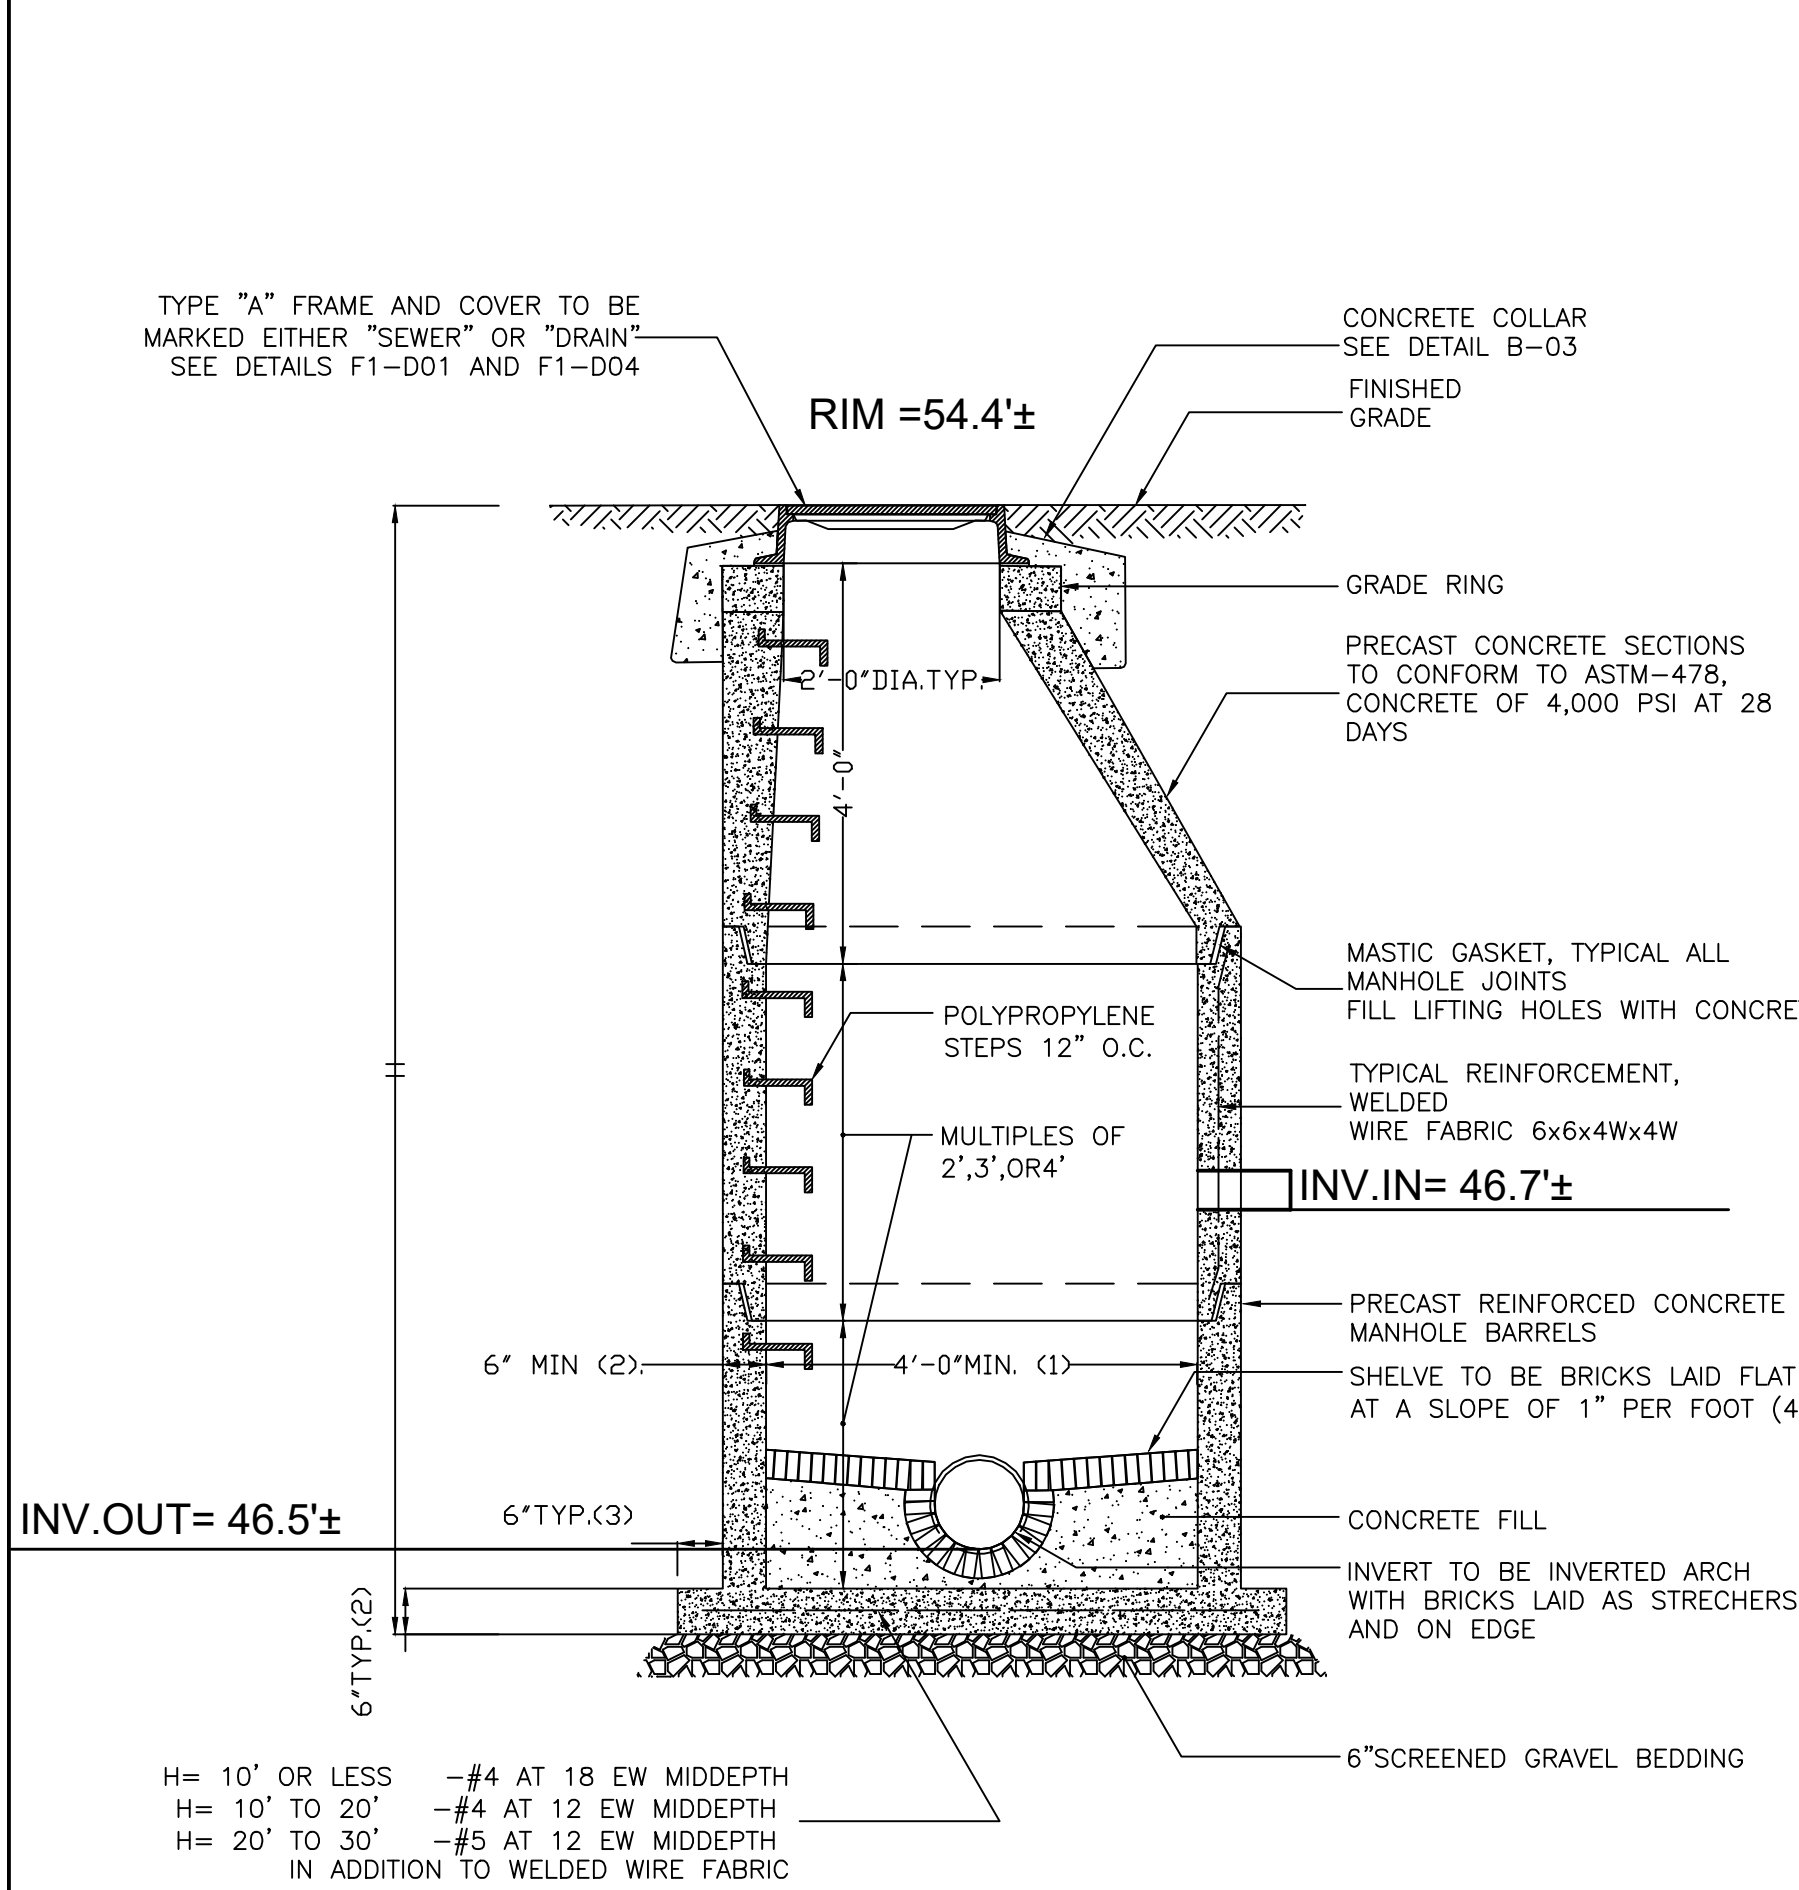 TYPE "A" FRAME AND COVER TO BE
MARKED EITHER "SEWER" OR "DRAIN"
SEE DETAILS F1-D01 AND F1-D04
RIM =54.4'±
CONCRETE COLLAR
SEE DETAIL B-03
FINISHED
GRADE
GRADE RING
PRECAST CONCRETE SECTIONS
TO CONFORM TO ASTM-478,
CONCRETE OF 4,000 PSI AT 28
DAYS
2'-0"DIA.TYP.
4'-0"
H
MASTIC GASKET, TYPICAL ALL
MANHOLE JOINTS
FILL LIFTING HOLES WITH CONCRE
POLYPROPYLENE
STEPS 12" O.C.
TYPICAL REINFORCEMENT,
WELDED
WIRE FABRIC 6x6x4Wx4W
MULTIPLES OF
2',3',OR4'
INV.IN= 46.7'±
PRECAST REINFORCED CONCRETE
MANHOLE BARRELS
6" MIN (2).
4'-0"MIN. (1)
SHELVE TO BE BRICKS LAID FLAT
AT A SLOPE OF 1" PER FOOT (4
INV.OUT= 46.5'±
6"TYP.(3)
CONCRETE FILL
INVERT TO BE INVERTED ARCH
WITH BRICKS LAID AS STRECHERS
AND ON EDGE
6"TYP.(2)
6"SCREENED GRAVEL BEDDING
H= 10' OR LESS -#4 AT 18 EW MIDDEPTH
H= 10' TO 20' -#4 AT 12 EW MIDDEPTH
H= 20' TO 30' -#5 AT 12 EW MIDDEPTH
IN ADDITION TO WELDED WIRE FABRIC